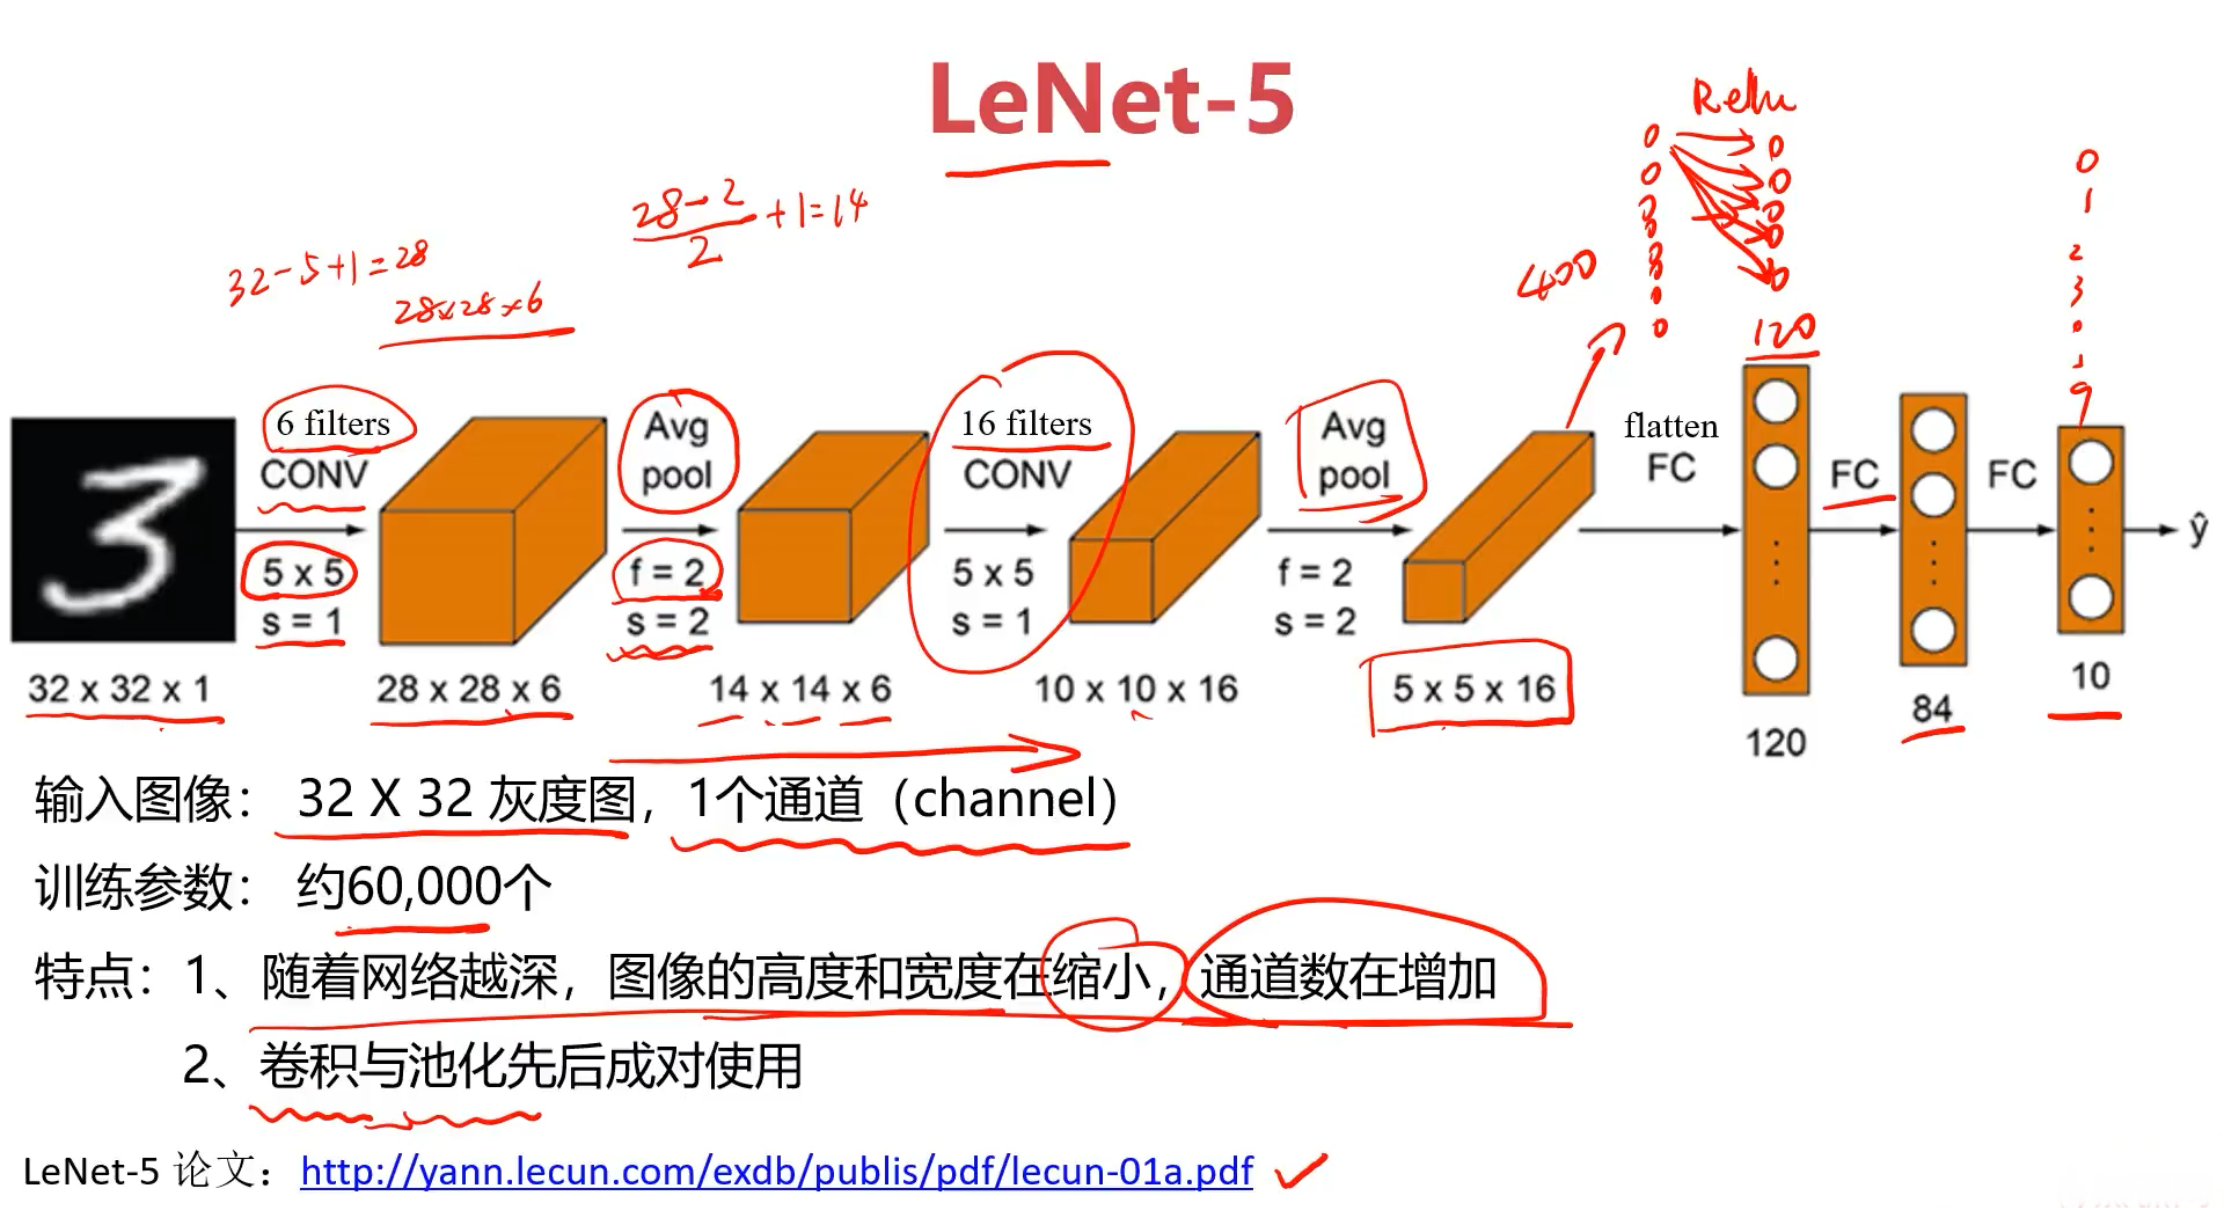 LeNet-5
Relu
28-2
2
+1=14
32-5+1=28
28x28x6
400
120
0
1
2
3
9
6 filters
CONV
5 x 5
s = 1
Avg
pool
f = 2
s = 2
16 filters
CONV
5 x 5
s = 1
Avg
pool
f = 2
s = 2
flatten
FC
FC
FC
ŷ
32 x 32 x 1
28 x 28 x 6
14 x 14 x 6
10 x 10 x 16
5 x 5 x 16
120
84
10
输入图像： 32 X 32 灰度图，1个通道（channel）
训练参数： 约60,000个
特点：1、随着网络越深，图像的高度和宽度在缩小，通道数在增加
2、卷积与池化先后成对使用
LeNet-5 论文：http://yann.lecun.com/exdb/publis/pdf/lecun-01a.pdf